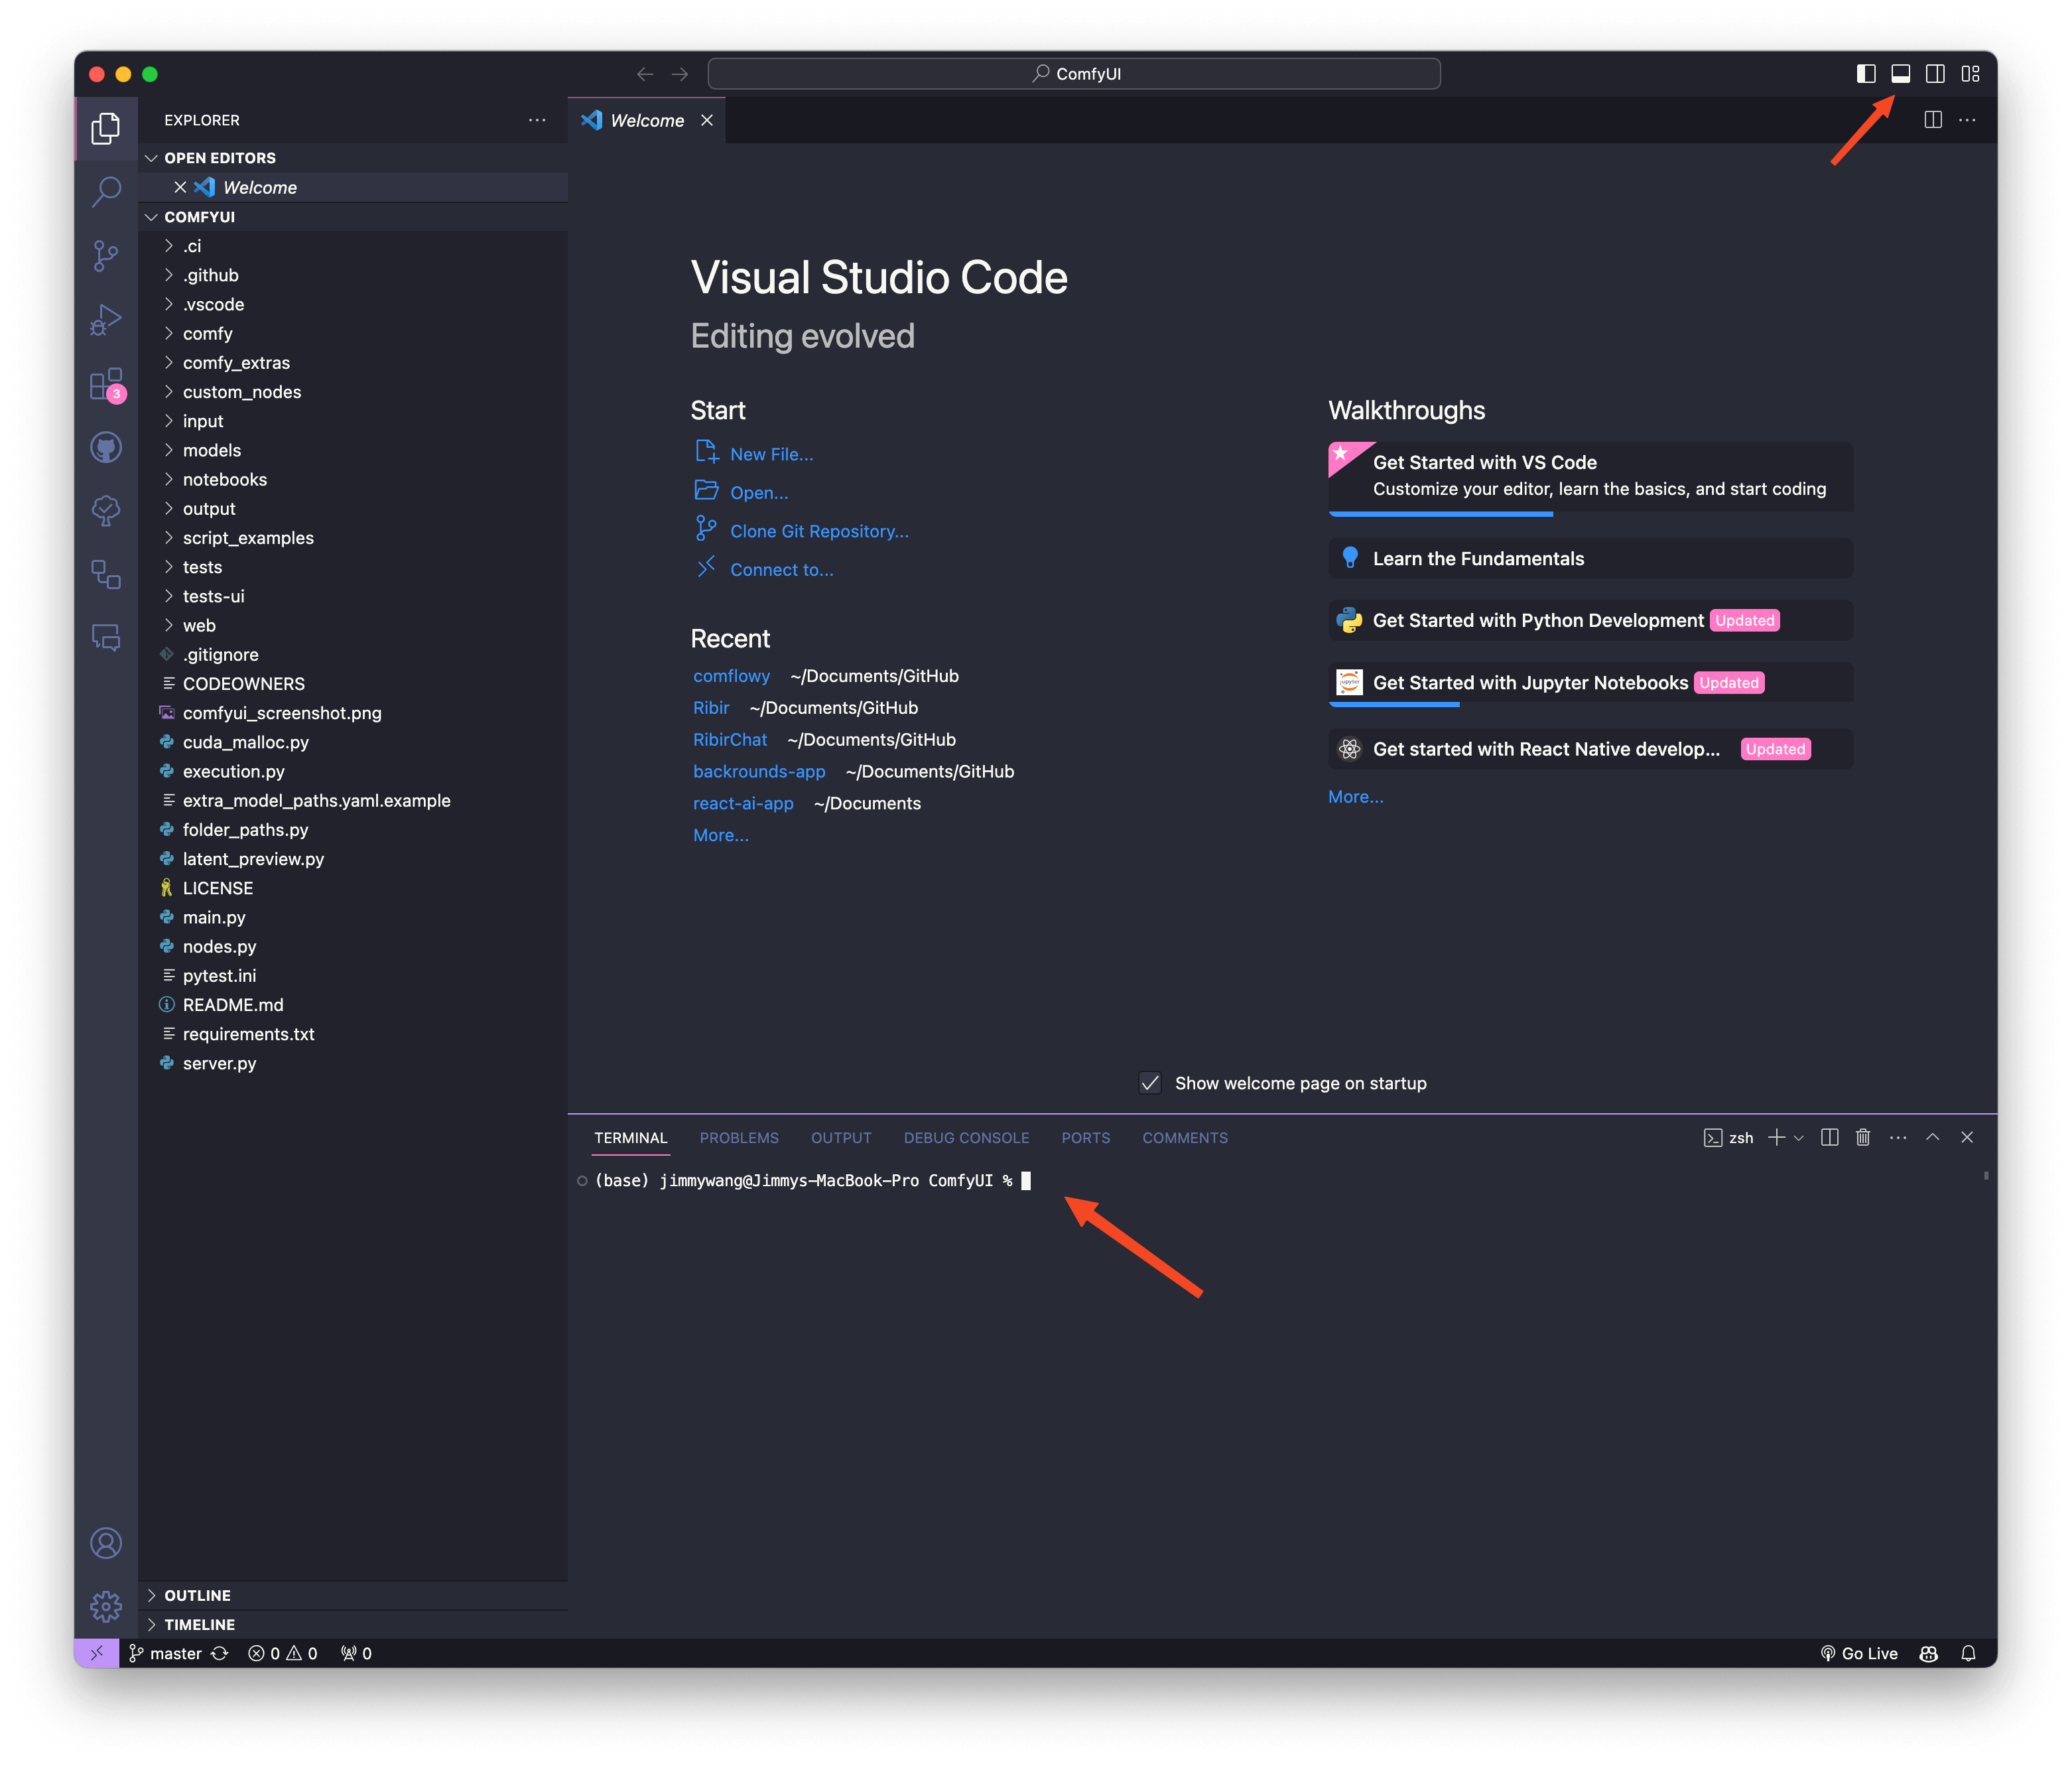 ComfyUI
EXPLORER
OPEN EDITORS
Welcome
COMFYUI
.ci
.github
.vscode
comfy
comfy_extras
custom_nodes
input
models
notebooks
output
script_examples
tests
tests-ui
web
.gitignore
CODEOWNERS
comfyui_screenshot.png
cuda_malloc.py
execution.py
extra_model_paths.yaml.example
folder_paths.py
latent_preview.py
LICENSE
main.py
nodes.py
pytest.ini
README.md
requirements.txt
server.py
OUTLINE
TIMELINE
3
Welcome
Visual Studio Code
Editing evolved
Start
New File...
Open...
Clone Git Repository...
Connect to...
Recent
comflowy ~/Documents/GitHub
Ribir ~/Documents/GitHub
RibirChat ~/Documents/GitHub
backrounds-app ~/Documents/GitHub
react-ai-app ~/Documents
More...
Walkthroughs
Get Started with VS Code
Customize your editor, learn the basics, and start coding
Learn the Fundamentals
Get Started with Python Development Updated
jupyter
Get Started with Jupyter Notebooks Updated
Get started with React Native develop... Updated
More...
Show welcome page on startup
TERMINAL PROBLEMS OUTPUT DEBUG CONSOLE PORTS COMMENTS zsh
(base) jimmywang@Jimmys-MacBook-Pro ComfyUI %
master 0 0 0 Go Live